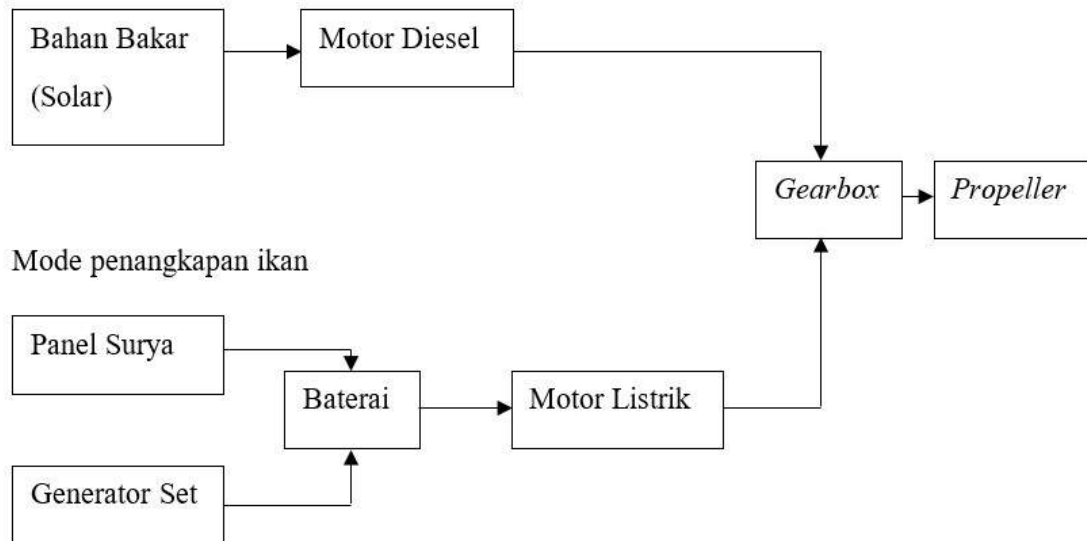 Bahan Bakar
(Solar)
Motor Diesel
Gearbox
Propeller
Mode penangkapan ikan
Panel Surya
Baterai
Motor Listrik
Generator Set